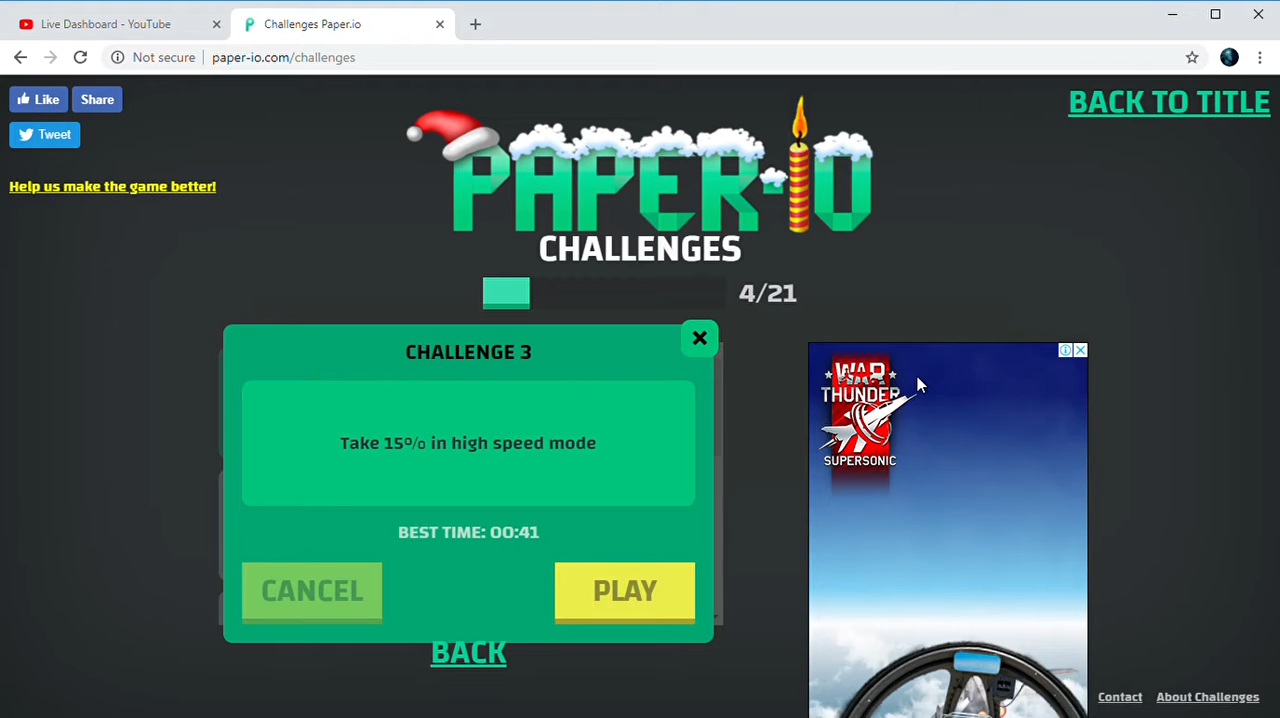 Live Dashboard - YouTube
Challenges Paper.io
Not secure
paper-io.com/challenges
Like
Share
BACK TO TITLE
Tweet
Help us make the game better!
PAPER-IO
CHALLENGES
4/21
CHALLENGE 3
Take 15% in high speed mode
BEST TIME: 00:41
CANCEL
PLAY
BACK
WAR
THUNDER
SUPERSONIC
Contact
About Challenges